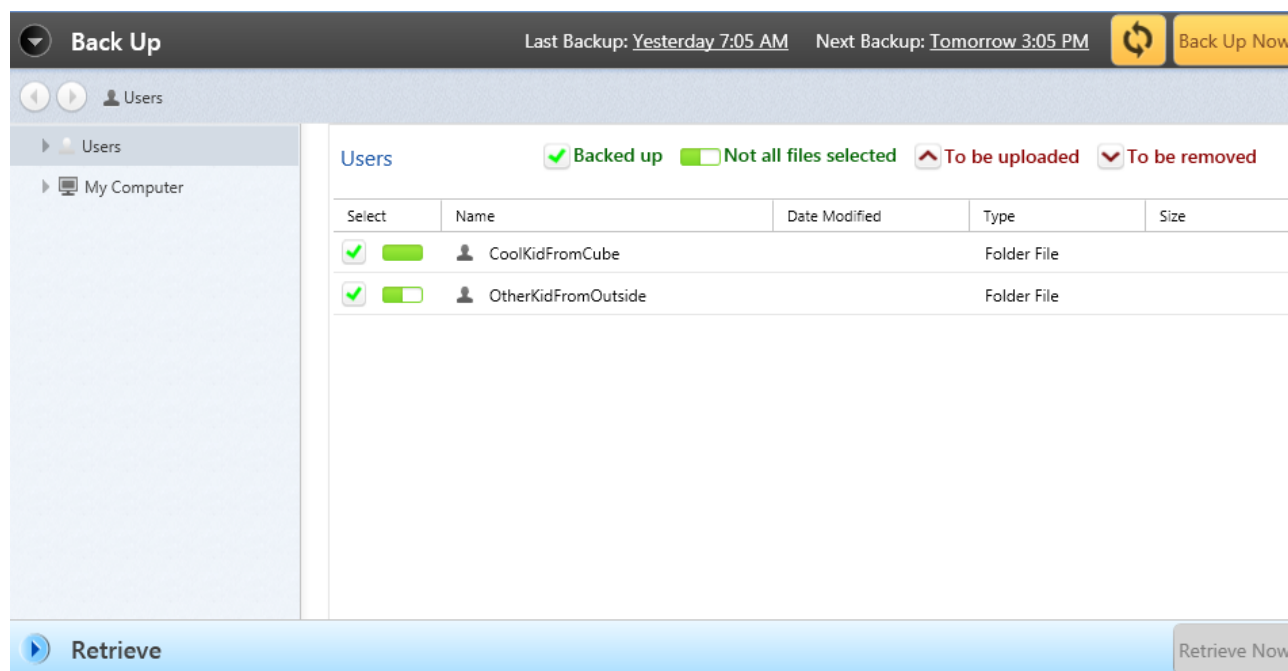 Back Up Last Backup: Yesterday 7:05 AM Next Backup: Tomorrow 3:05 PM Back Up Now
Users
Users
My Computer
Users Backed up Not all files selected To be uploaded To be removed
Select Name Date Modified Type Size
CoolKidFromCube Folder File
OtherKidFromOutside Folder File
Retrieve Retrieve Now